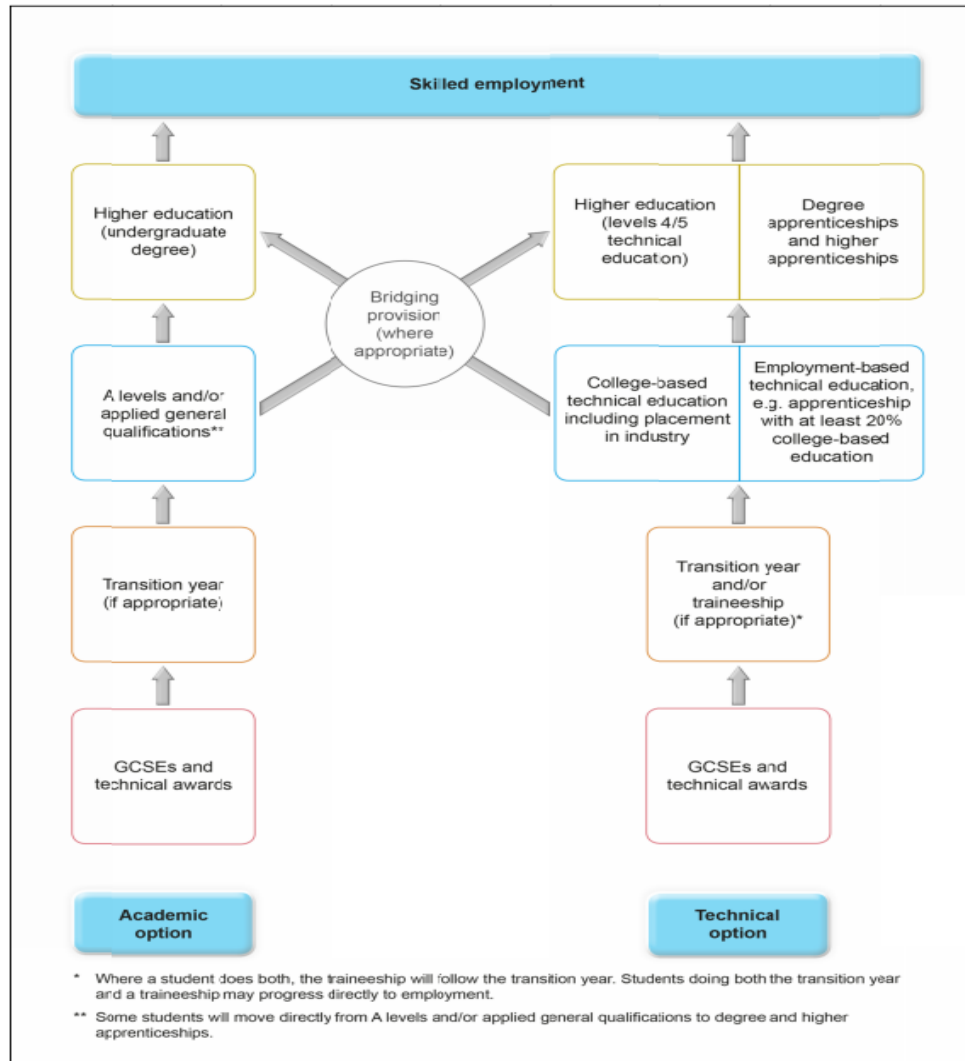 Skilled employment
Higher education
(undergraduate
degree)
Higher education
(levels 4/5
technical
education)
Degree
apprenticeships
and higher
apprenticeships
Bridging
provision
(where
appropriate)
A levels and/or
applied general
qualifications**
College-based
technical education
including placement
in industry
Employment-based
technical education,
e.g. apprenticeship
with at least 20%
college-based
education
Transition year
(if appropriate)
Transition year
and/or
traineeship
(if appropriate)*
GCSEs and
technical awards
GCSEs and
technical awards
Academic
option
Technical
option
* Where a student does both, the traineeship will follow the transition year. Students doing both the transition year
and a traineeship may progress directly to employment.
** Some students will move directly from A levels and/or applied general qualifications to degree and higher
apprenticeships.